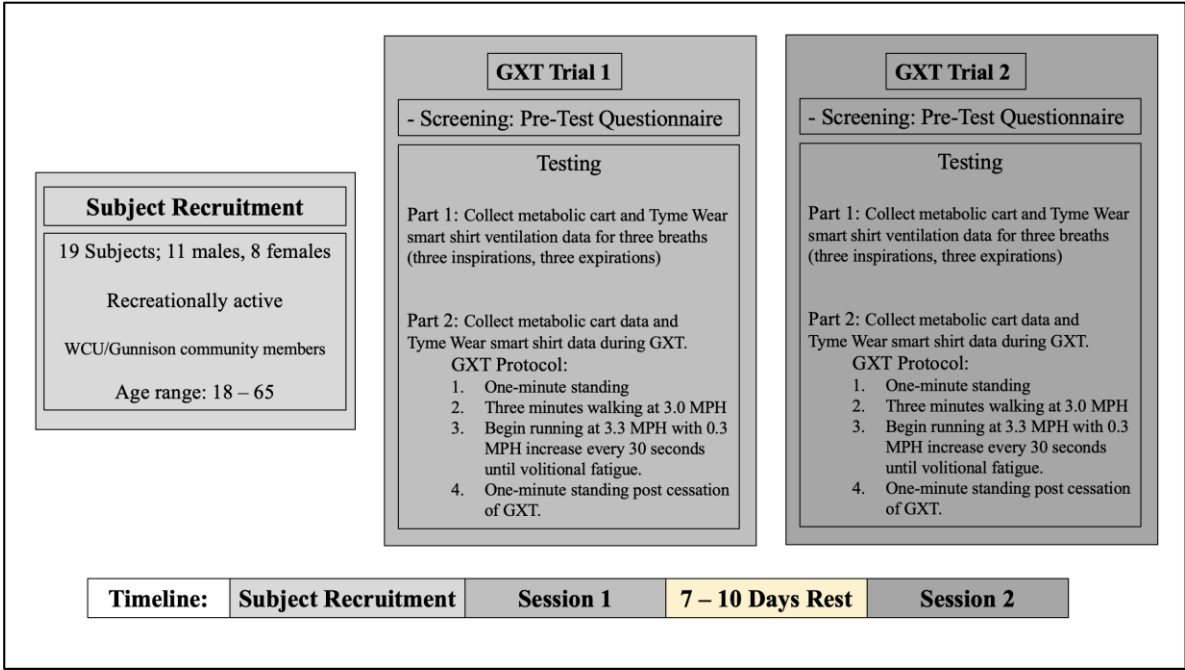 Subject Recruitment
19 Subjects; 11 males, 8 females
Recreationally active
WCU/Gunnison community members
Age range: 18 – 65
GXT Trial 1
- Screening: Pre-Test Questionnaire
Testing
Part 1: Collect metabolic cart and Tyme Wear
smart shirt ventilation data for three breaths
(three inspirations, three expirations)
Part 2: Collect metabolic cart data and
Tyme Wear smart shirt data during GXT.
GXT Protocol:
1. One-minute standing
2. Three minutes walking at 3.0 MPH
3. Begin running at 3.3 MPH with 0.3
MPH increase every 30 seconds
until volitional fatigue.
4. One-minute standing post cessation
of GXT.
GXT Trial 2
- Screening: Pre-Test Questionnaire
Testing
Part 1: Collect metabolic cart and Tyme Wear
smart shirt ventilation data for three breaths
(three inspirations, three expirations)
Part 2: Collect metabolic cart data and
Tyme Wear smart shirt data during GXT.
GXT Protocol:
1. One-minute standing
2. Three minutes walking at 3.0 MPH
3. Begin running at 3.3 MPH with 0.3
MPH increase every 30 seconds
until volitional fatigue.
4. One-minute standing post cessation
of GXT.
Timeline: Subject Recruitment Session 1 7 – 10 Days Rest Session 2